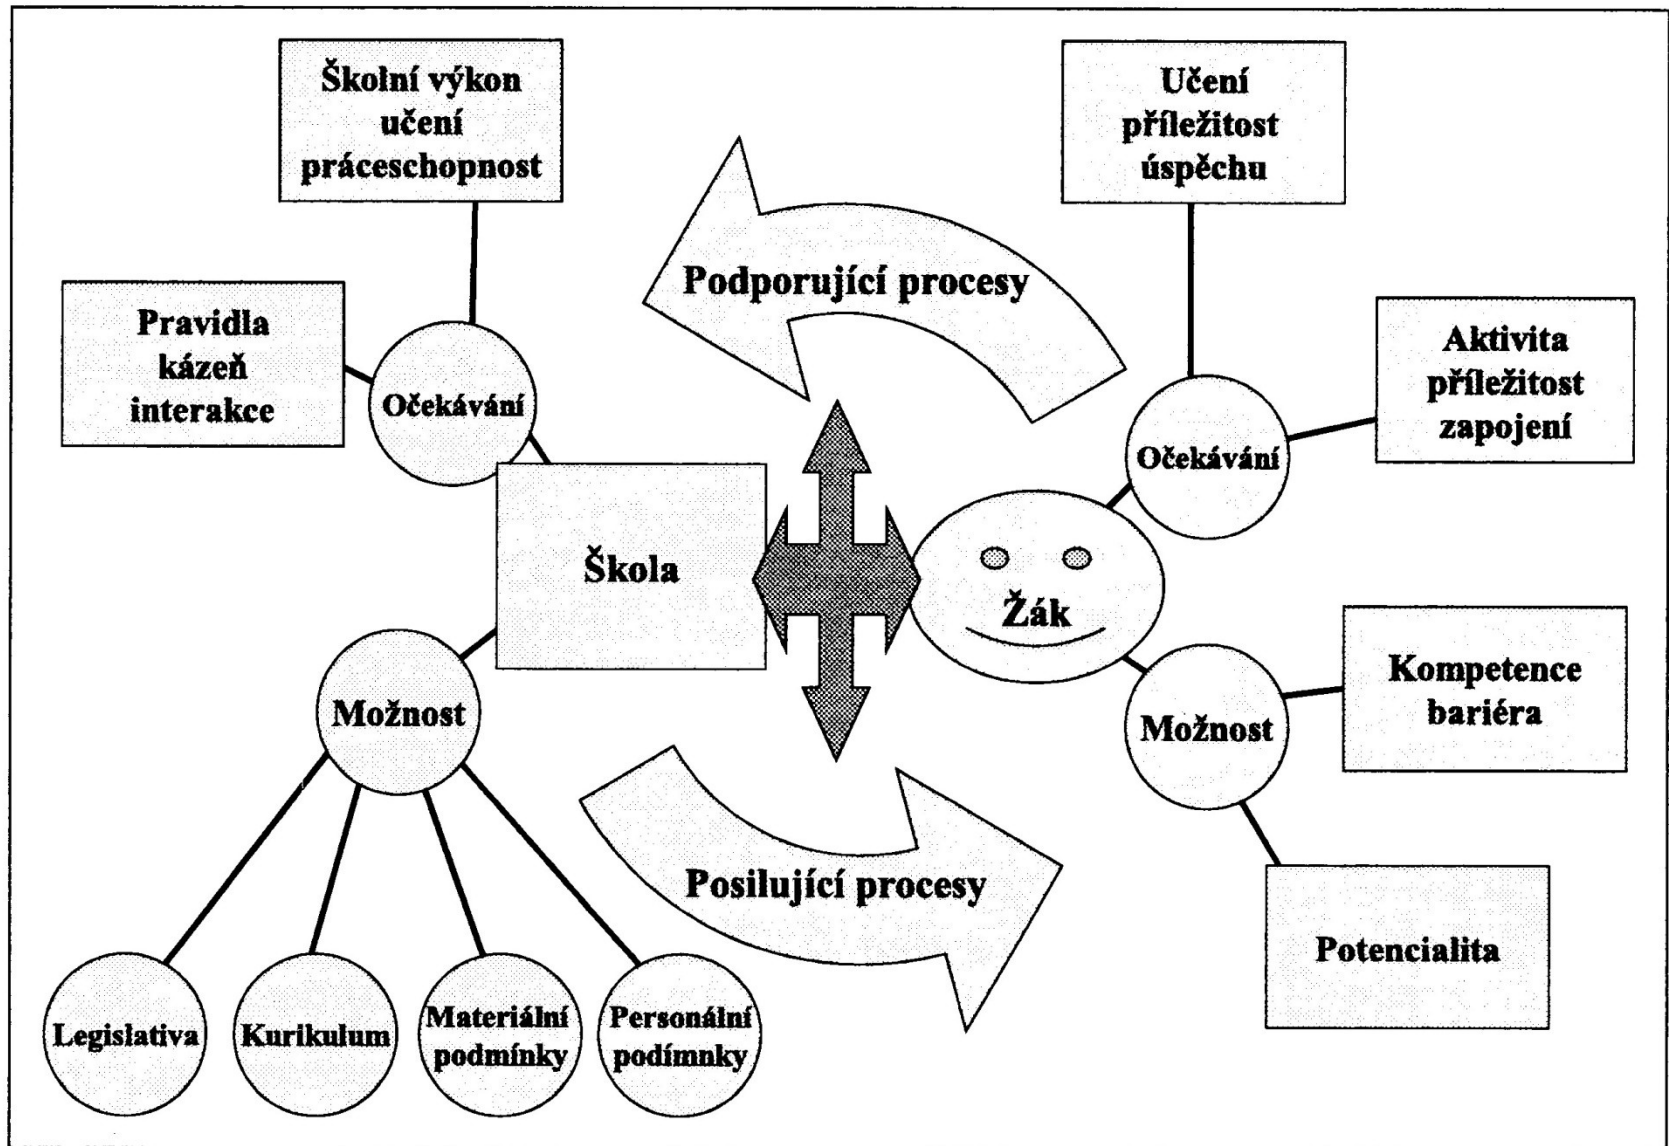 Školní výkon
učení
práceschopnost
Učení
příležitost
úspěchu
Podporující procesy
Pravidla
kázeň
interakce
Očekávání
Aktivita
příležitost
zapojení
Očekávání
Škola
Žák
Možnost
Kompetence
bariéra
Možnost
Posilující procesy
Potencialita
Legislativa
Kurikulum
Materiální
podmínky
Personální
podímnky